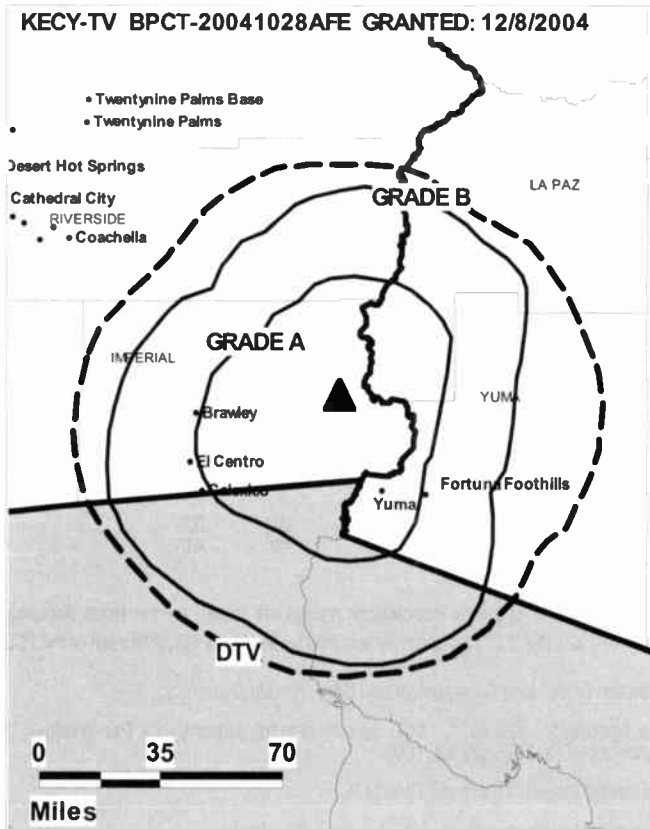 KECY-TV BPCT-20041028AFE GRANTED: 12/8/2004
Twentynine Palms Base
Twentynine Palms
Desert Hot Springs
LA PAZ
Cathedral City
GRADE B
RIVERSIDE
Coachella
GRADE A
IMPERIAL
YUMA
Brawley
El Centro
Calexico
Fortuna Foothills
Yuma
DTV
0 35 70
Miles